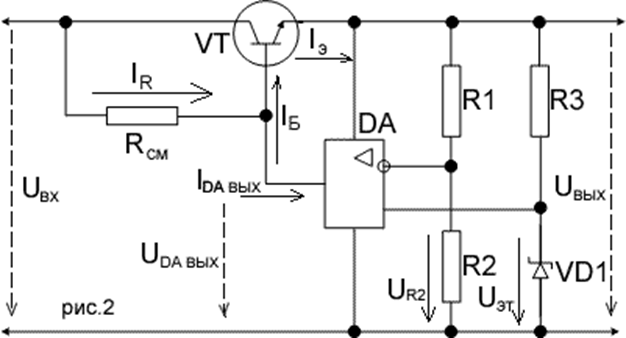 VT
Iэ
IR
IБ
R1
R3
DA
Rсм
IDA вых
Uвх
Uвых
UDA вых
R2
VD1
UR2
Uэт
рис.2